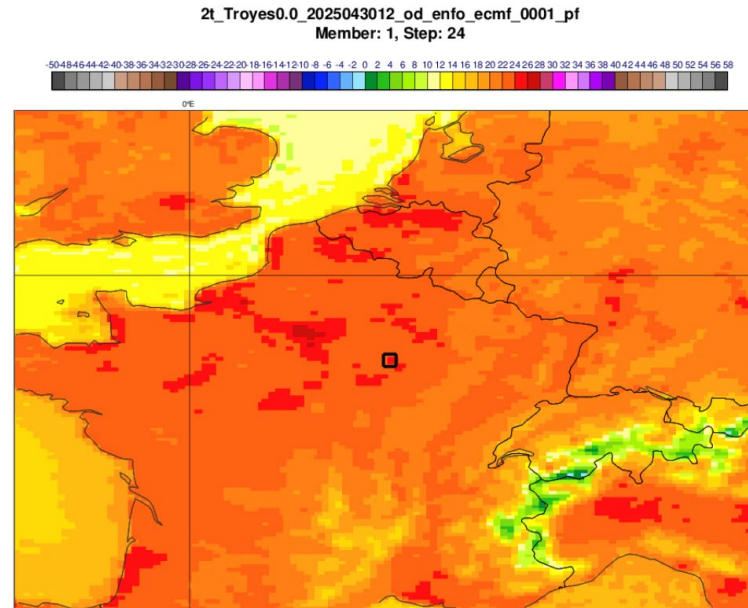 2t_Troyes0.0_2025043012_od_enfo_ecmf_0001_pf
Member: 1, Step: 24
-50-48-46-44-42-40-38-36-34-32-30-28-26-24-22-20-18-16-14-12-10-8 -6 -4 -2 0 2 4 6 8 10 12 14 16 18 20 22 24 26 28 30 32 34 36 38 40 42 44 46 48 50 52 54 56 58
0°E